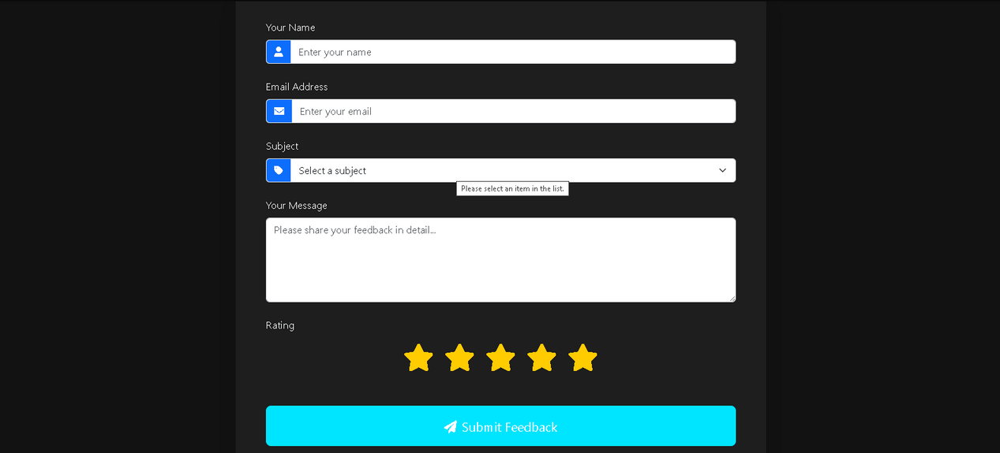 Your Name
Enter your name
Email Address
Enter your email
Subject
Select a subject
Please select an item in the list.
Your Message
Please share your feedback in detail...
Rating
Submit Feedback